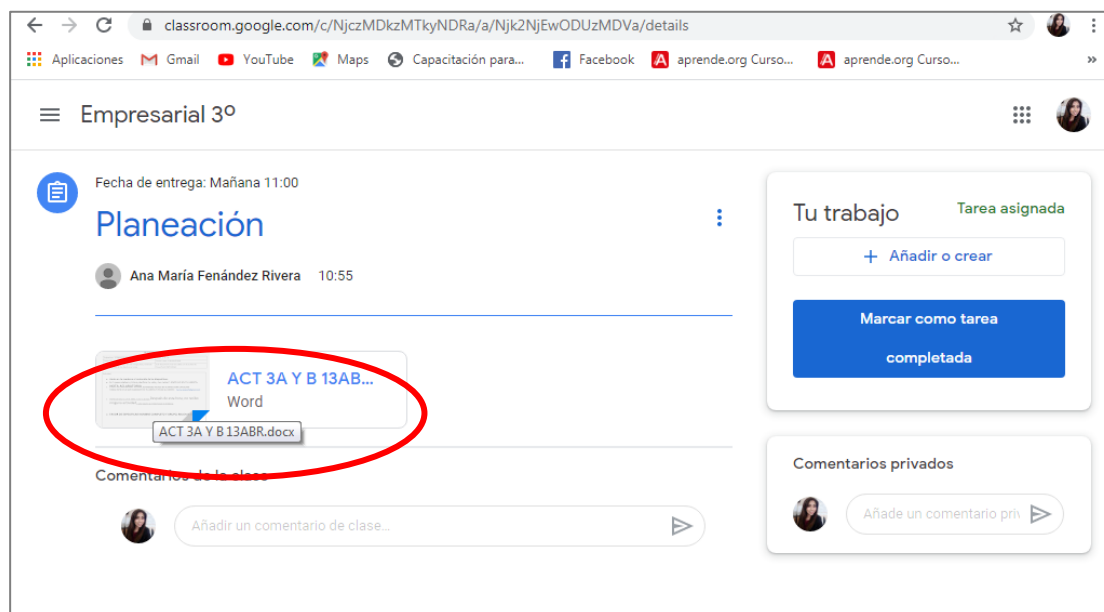 classroom.google.com/c/NjczMDkzMTkyNDRa/a/Njk2NjEwODUzMDVa/details
Aplicaciones Gmail YouTube Maps Capacitación para... Facebook aprende.org Curso... aprende.org Curso... »
Empresarial 3º
Fecha de entrega: Mañana 11:00
Planeación
Ana María Fenández Rivera 10:55
ACT 3A Y B 13AB...
Word
ACT 3A Y B 13ABR.docx
Comentarios de la clase
Añadir un comentario de clase...
Tu trabajo Tarea asignada
+ Añadir o crear
Marcar como tarea
completada
Comentarios privados
Añade un comentario priv